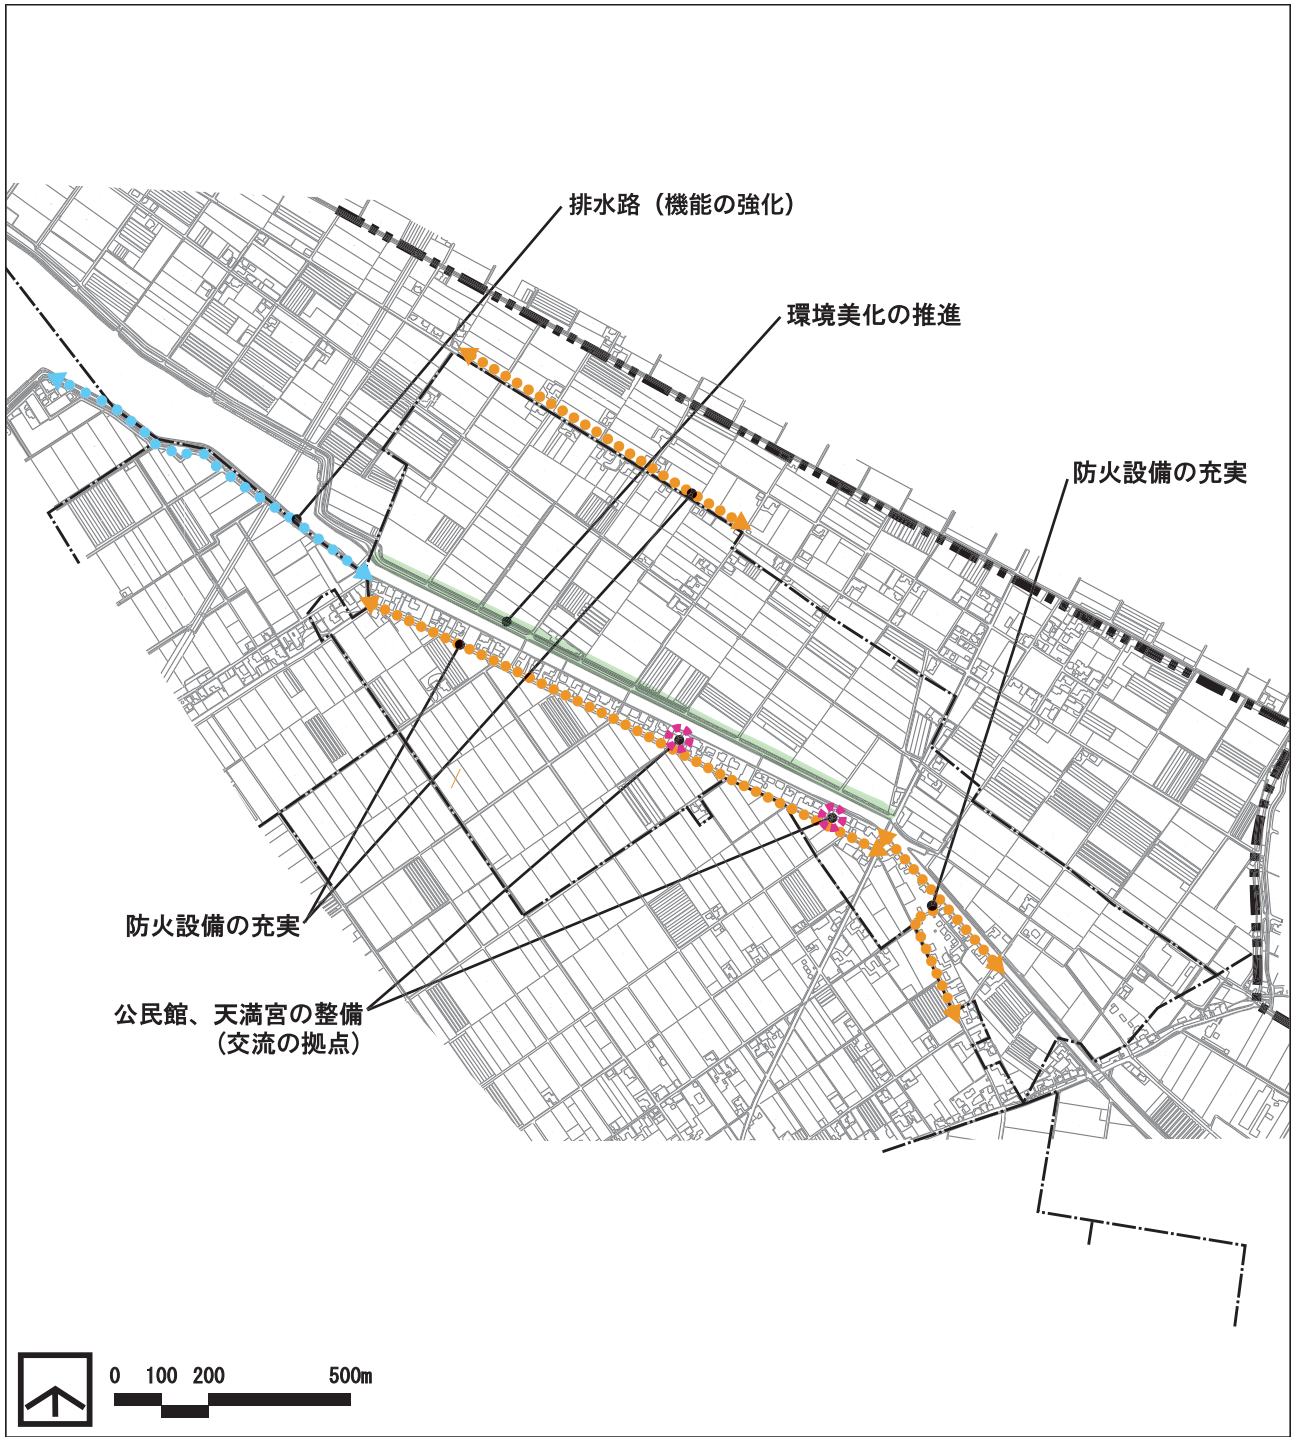 排水路（機能の強化）
環境美化の推進
防火設備の充実
防火設備の充実
公民館、天満宮の整備
（交流の拠点）
0 100 200 500m